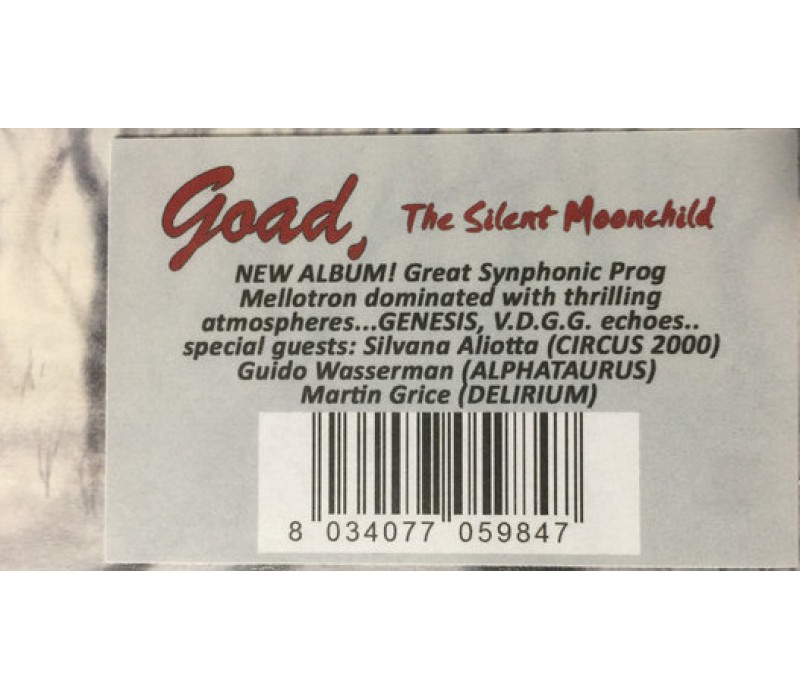 Goad, The Silent Moonchild
NEW ALBUM! Great Synphonic Prog
Mellotron dominated with thrilling
atmospheres...GENESIS, V.D.G.G. echoes..
special guests: Silvana Aliotta (CIRCUS 2000)
Guido Wasserman (ALPHATAURUS)
Martin Grice (DELIRIUM)
8 034077 059847